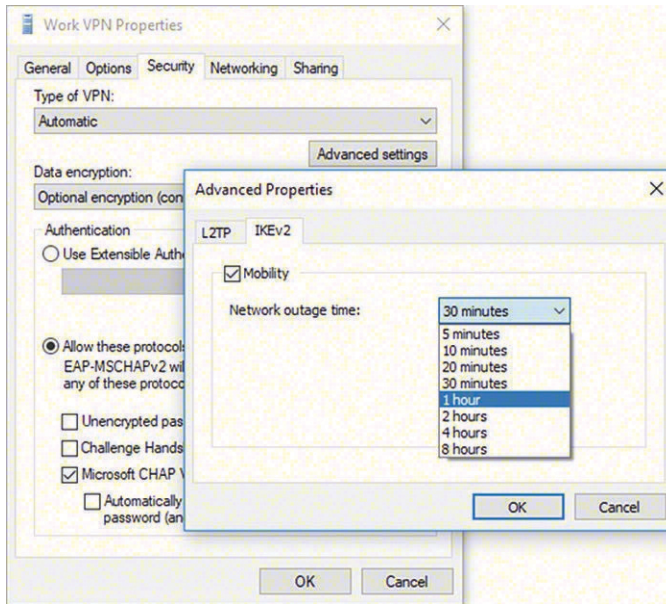 Work VPN Properties
General Options Security Networking Sharing
Type of VPN:
Automatic
Advanced settings
Data encryption:
Optional encryption (con
Authentication
Use Extensible Auth
Allow these protocol
EAP-MSCHAPv2 wil
any of these protoco
Unencrypted pas
Challenge Hands
Microsoft CHAP V
Automatically
password (an
OK Cancel
Advanced Properties
L2TP IKEv2
Mobility
Network outage time:
30 minutes
5 minutes
10 minutes
20 minutes
30 minutes
1 hour
2 hours
4 hours
8 hours
OK Cancel